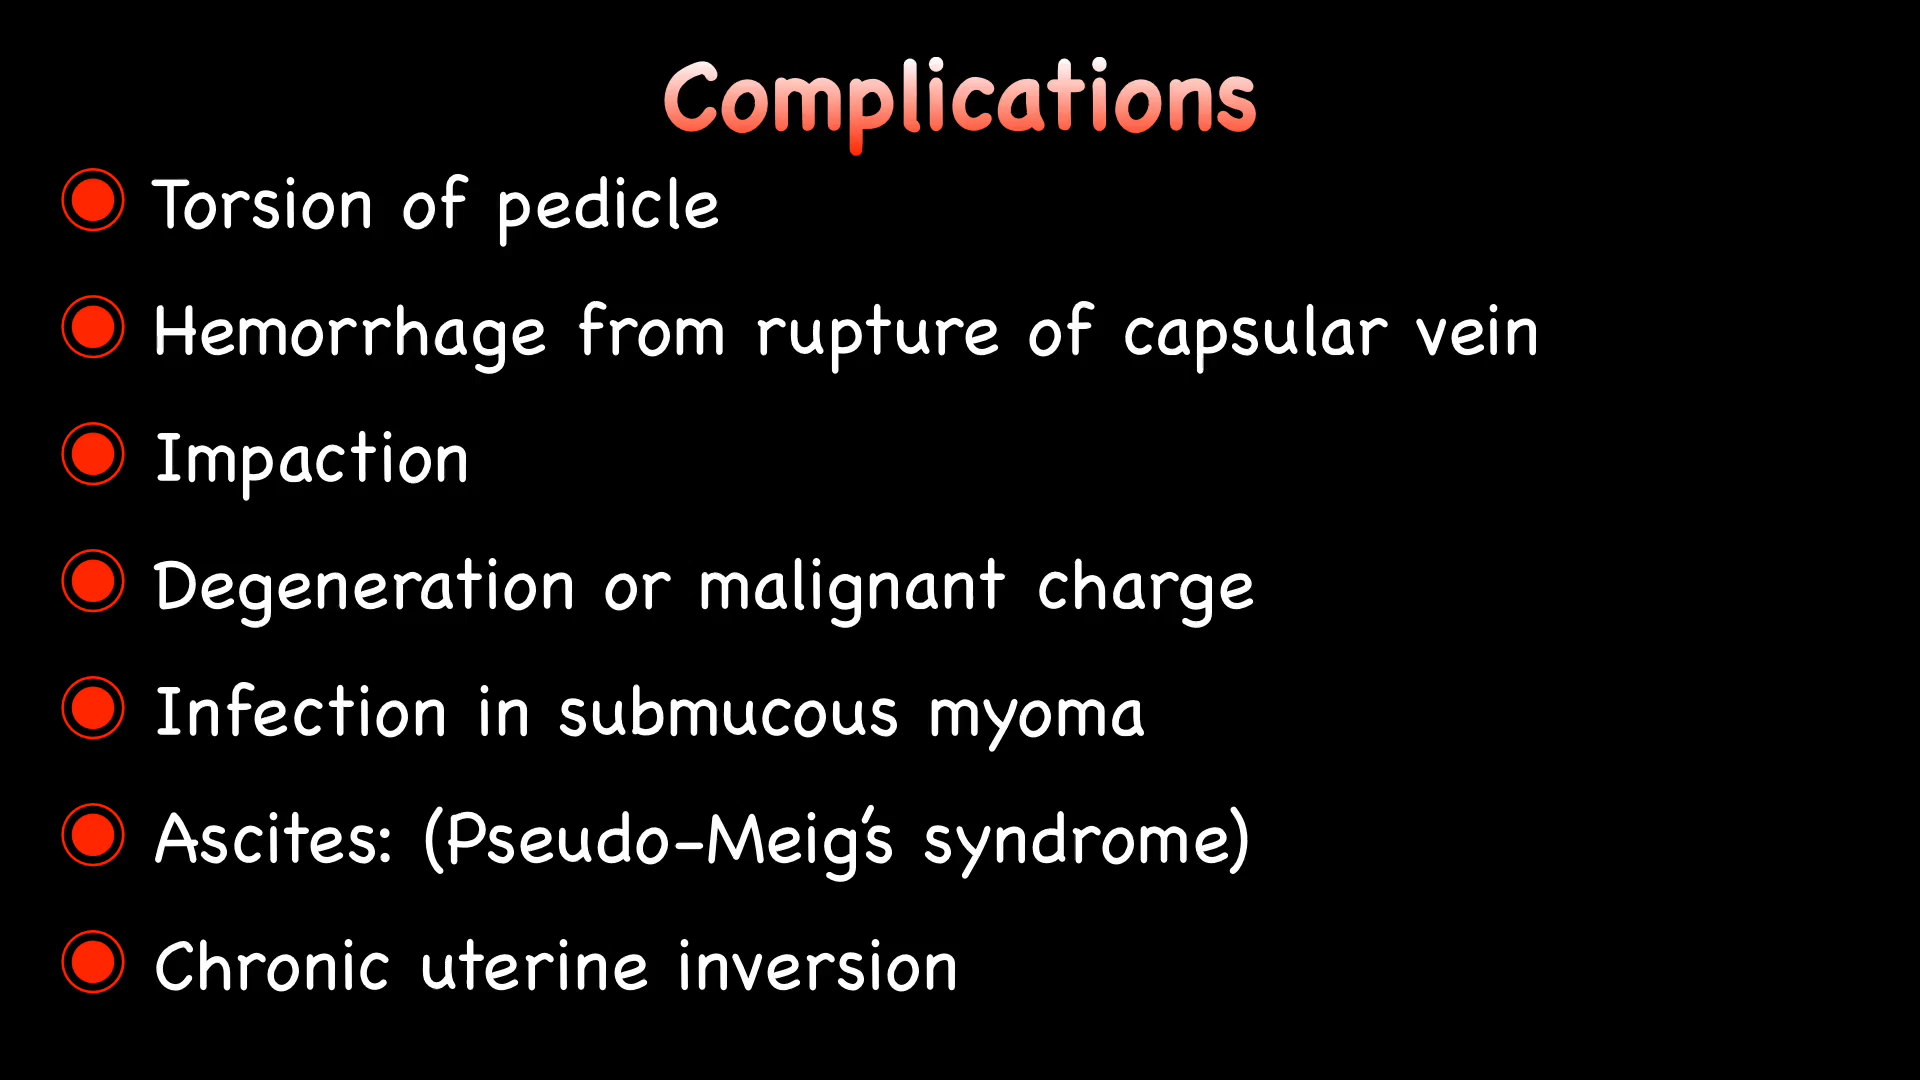 Complications
Torsion of pedicle
Hemorrhage from rupture of capsular vein
Impaction
Degeneration or malignant charge
Infection in submucous myoma
Ascites: (Pseudo-Meig's syndrome)
Chronic uterine inversion